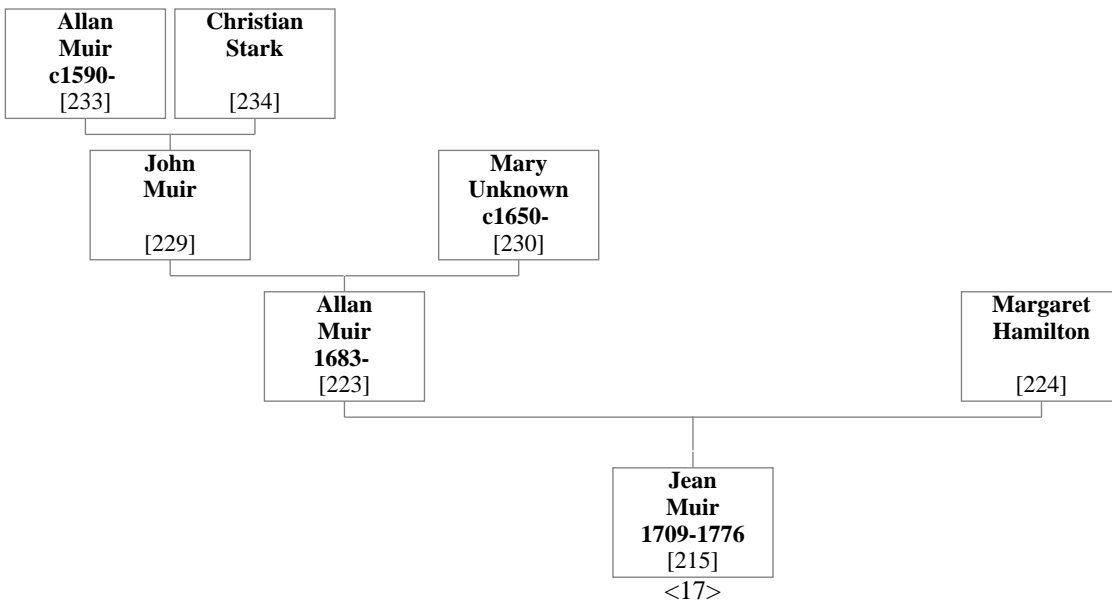 Allan
Muir
c1590-
[233]
Christian
Stark
[234]
John
Muir
[229]
Mary
Unknown
c1650-
[230]
Allan
Muir
1683-
[223]
Margaret
Hamilton
[224]
Jean
Muir
1709-1776
[215]
<17>